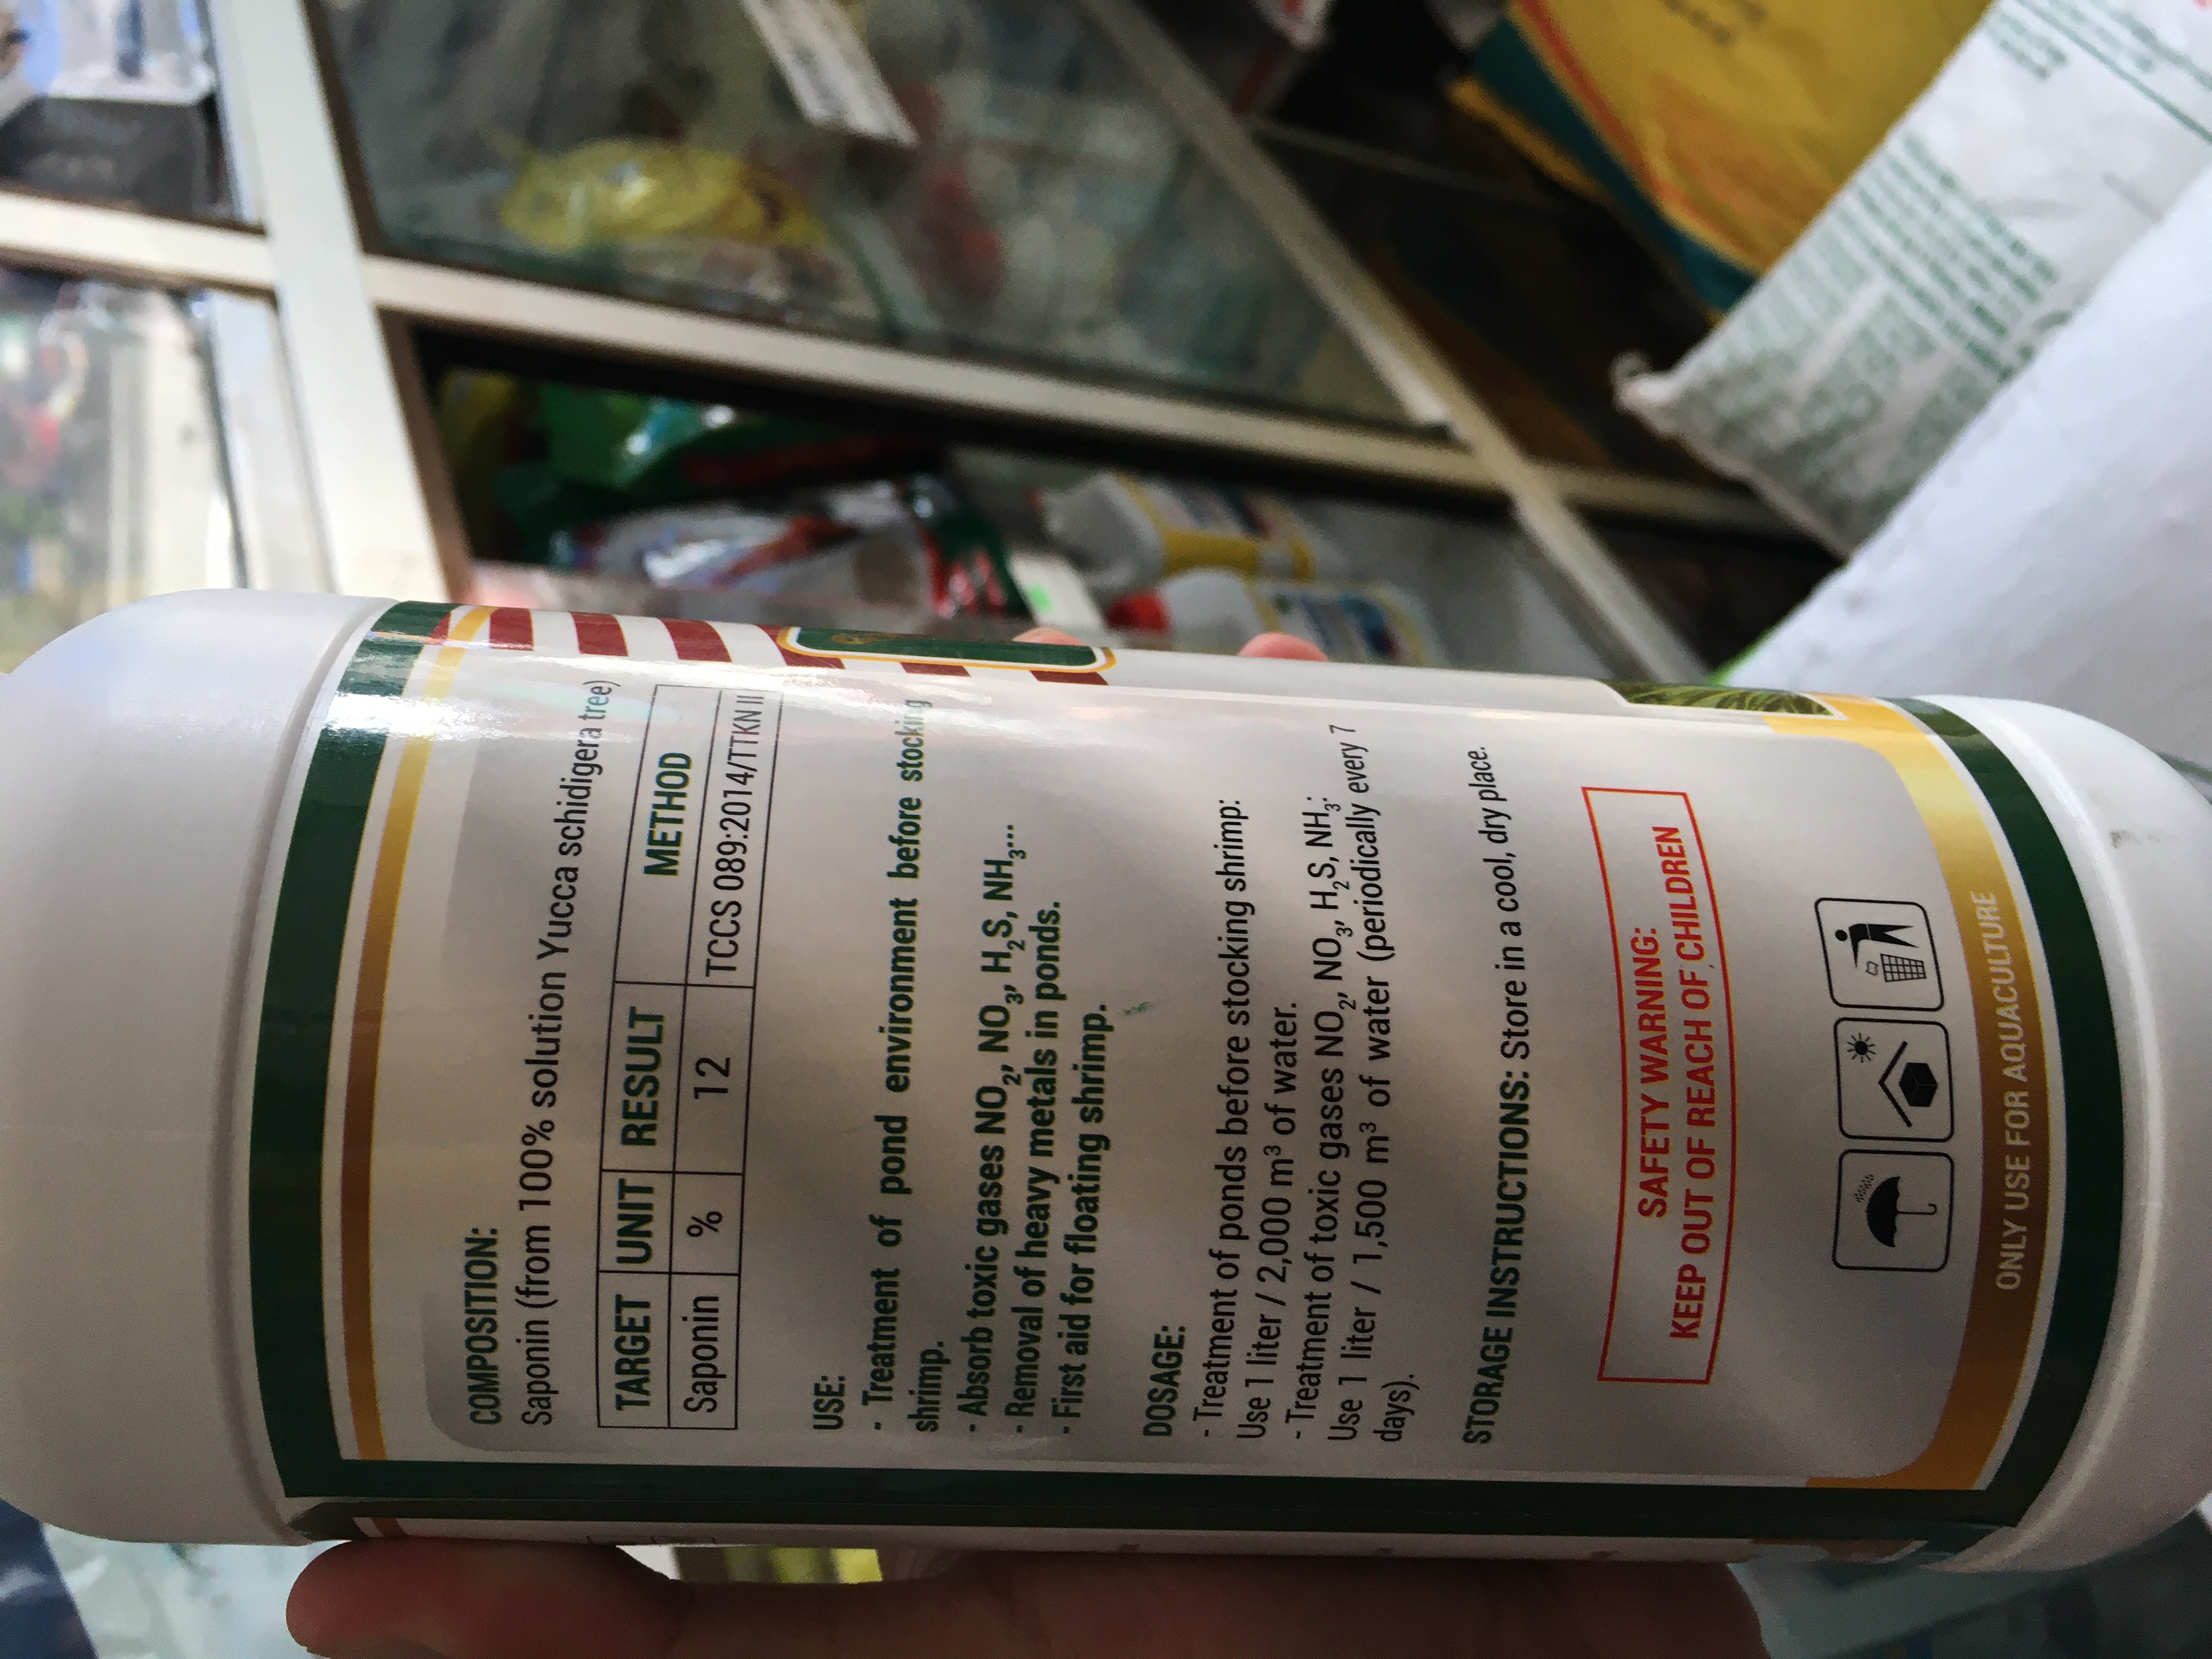 COMPOSITION:
Saponin (from 100% solution Yucca schidigera tree)
TARGET UNIT RESULT METHOD
Saponin % 12 TCCS 089:2014/TTKN II
USE:
- Treatment of pond environment before stocking
shrimp.
- Absorb toxic gases NO₂, NO₃, H₂S, NH₃...
- Removal of heavy metals in ponds.
- First aid for floating shrimp.
DOSAGE:
- Treatment of ponds before stocking shrimp:
Use 1 liter / 2,000 m³ of water.
- Treatment of toxic gases NO₂, NO₃, H₂S, NH₃:
Use 1 liter / 1,500 m³ of water (periodically every 7
days).
STORAGE INSTRUCTIONS: Store in a cool, dry place.
SAFETY WARNING:
KEEP OUT OF REACH OF CHILDREN
ONLY USE FOR AQUACULTURE